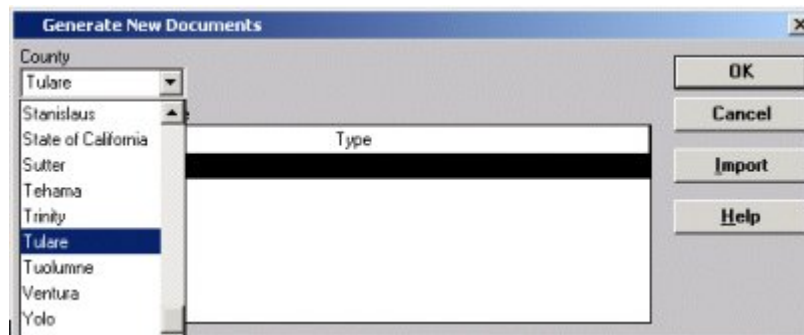 Generate New Documents
County
Tulare
OK
Cancel
Import
Help
Type
Stanislaus
State of California
Sutter
Tehama
Trinity
Tulare
Tuolumne
Ventura
Yolo